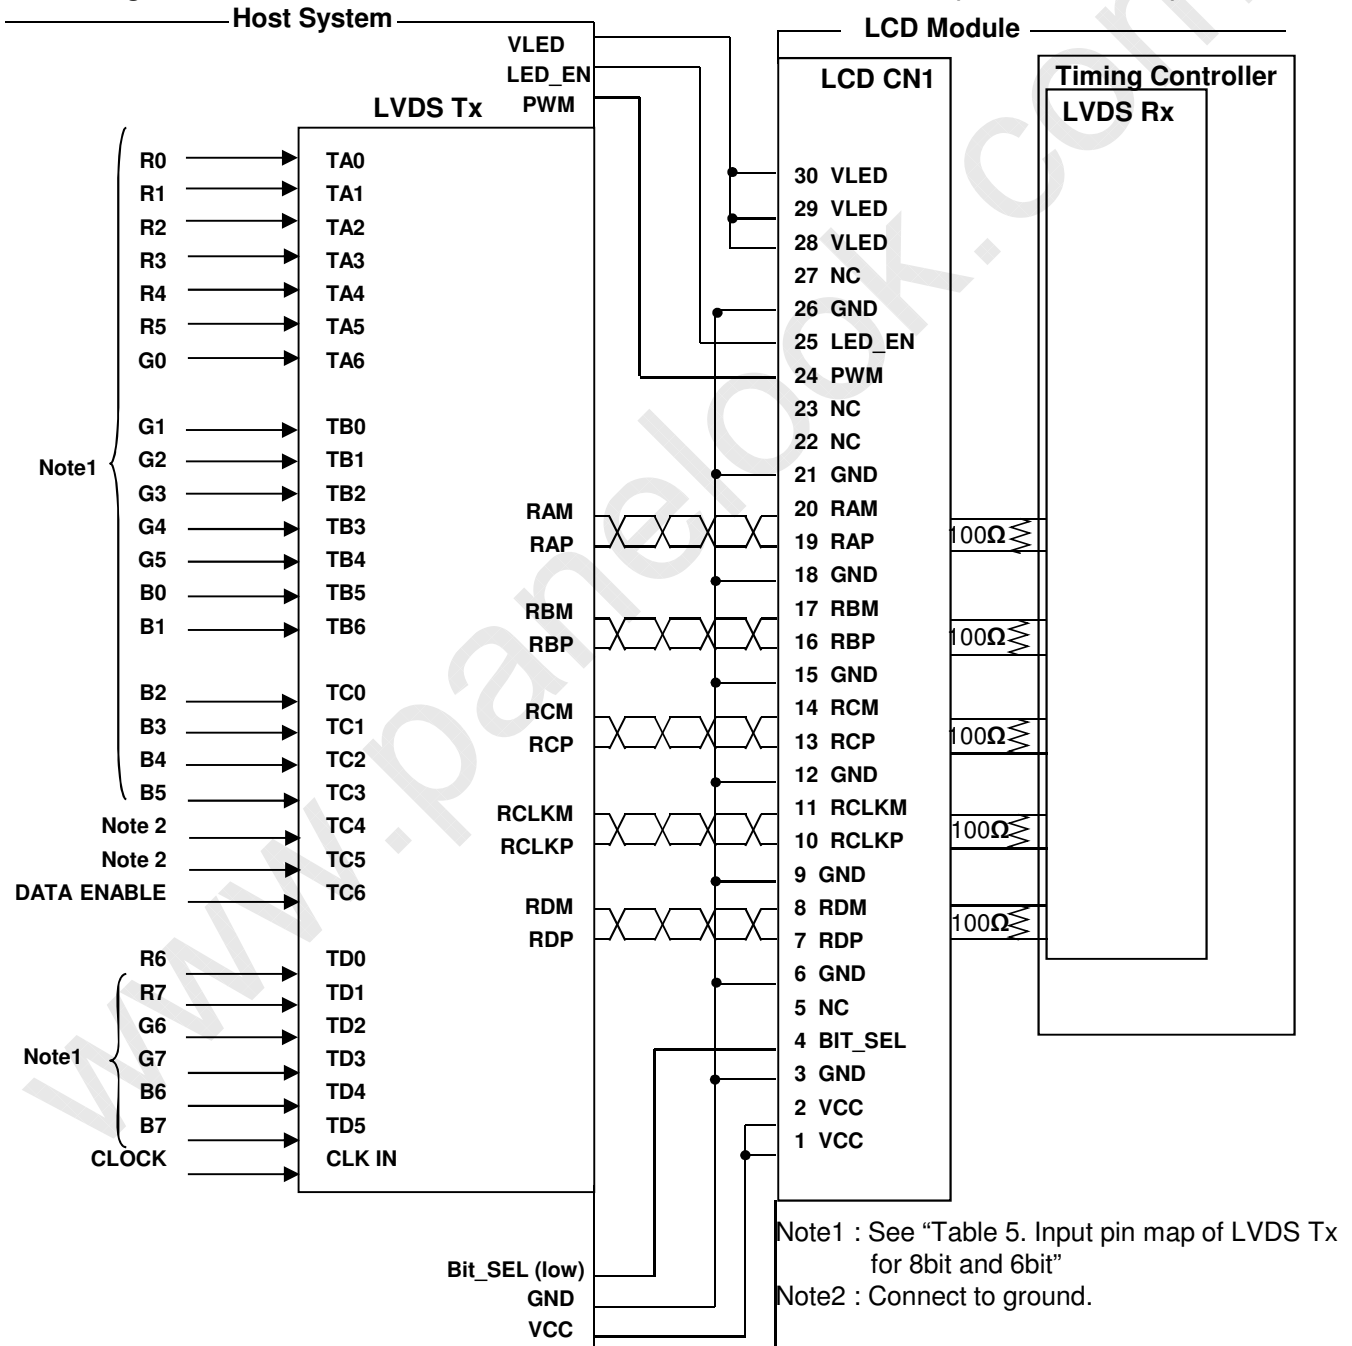 Host System
LCD Module
VLED
LED_EN
PWM
LVDS Tx
LCD CN1
Timing Controller
LVDS Rx
R0 TA0
R1 TA1
R2 TA2
R3 TA3
R4 TA4
R5 TA5
G0 TA6
G1 TB0
G2 TB1
G3 TB2
G4 TB3
G5 TB4
B0 TB5
B1 TB6
Note1
B2 TC0
B3 TC1
B4 TC2
B5 TC3
Note 2 TC4
Note 2 TC5
DATA ENABLE TC6
R6 TD0
R7 TD1
G6 TD2
G7 TD3
B6 TD4
B7 TD5
Note1
CLOCK CLK IN
RAM
RAP
RBM
RBP
RCM
RCP
RCLKM
RCLKP
RDM
RDP
Bit_SEL (low)
GND
VCC
30 VLED
29 VLED
28 VLED
27 NC
26 GND
25 LED_EN
24 PWM
23 NC
22 NC
21 GND
20 RAM
19 RAP
18 GND
17 RBM
16 RBP
15 GND
14 RCM
13 RCP
12 GND
11 RCLKM
10 RCLKP
9 GND
8 RDM
7 RDP
6 GND
5 NC
4 BIT_SEL
3 GND
2 VCC
1 VCC
100Ω
100Ω
100Ω
100Ω
100Ω
Note1 : See “Table 5. Input pin map of LVDS Tx
for 8bit and 6bit”
Note2 : Connect to ground.
www.panelook.com